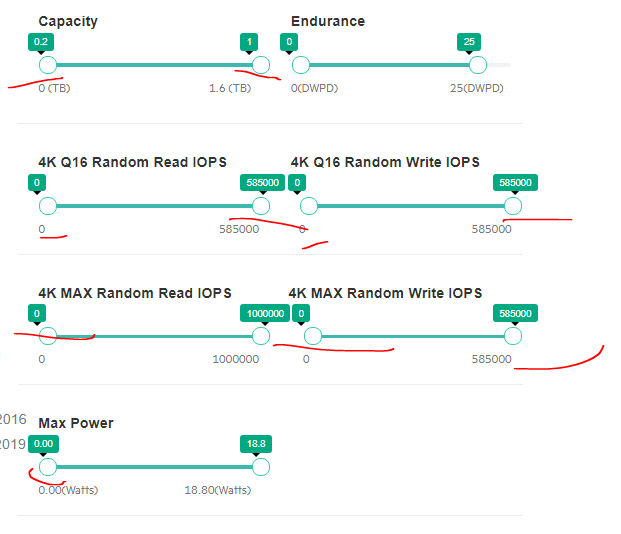 Capacity
0.2
1
0 (TB)
1.6 (TB)
Endurance
0
25
0(DWPD)
25(DWPD)
4K Q16 Random Read IOPS
0
585000
0
585000
4K Q16 Random Write IOPS
0
585000
0
585000
4K MAX Random Read IOPS
0
1000000
0
1000000
4K MAX Random Write IOPS
0
585000
0
585000
2016
2019
Max Power
0.00
18.8
0.00(Watts)
18.80(Watts)